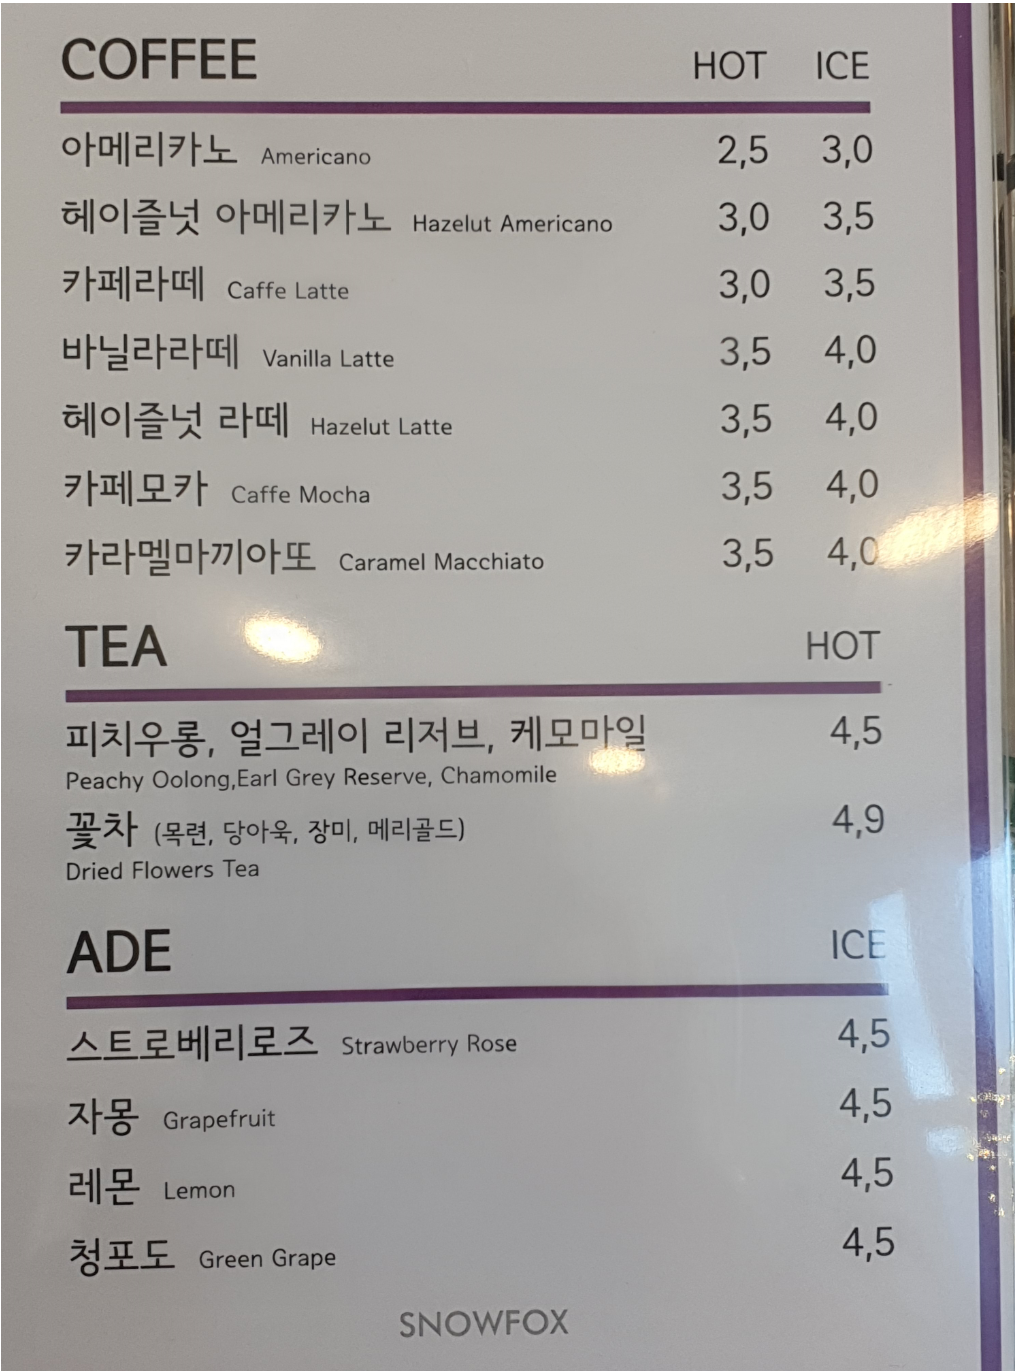 COFFEE HOT ICE
아메리카노 Americano 2,5 3,0
헤이즐넛 아메리카노 Hazelut Americano 3,0 3,5
카페라떼 Caffe Latte 3,0 3,5
바닐라라떼 Vanilla Latte 3,5 4,0
헤이즐넛 라떼 Hazelut Latte 3,5 4,0
카페모카 Caffe Mocha 3,5 4,0
카라멜마끼아또 Caramel Macchiato 3,5 4,0
TEA HOT
피치우롱, 얼그레이 리저브, 케모마일 4,5
Peachy Oolong,Earl Grey Reserve, Chamomile
꽃차 (목련, 당아욱, 장미, 메리골드) 4,9
Dried Flowers Tea
ADE ICE
스트로베리로즈 Strawberry Rose 4,5
자몽 Grapefruit 4,5
레몬 Lemon 4,5
청포도 Green Grape 4,5
SNOWFOX